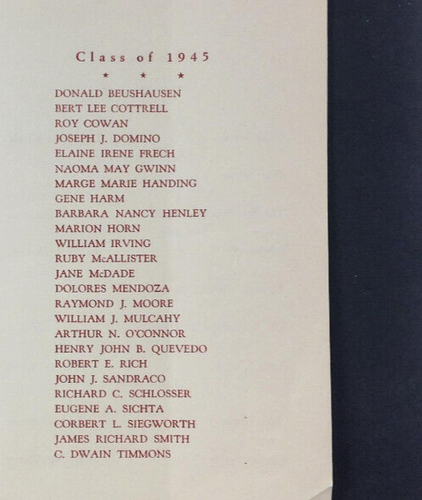 Class of 1945
★ ★ ★
DONALD BEUSHAUSEN
BERT LEE COTTRELL
ROY COWAN
JOSEPH J. DOMINO
ELAINE IRENE FRECH
NAOMA MAY GWINN
MARGE MARIE HANDING
GENE HARM
BARBARA NANCY HENLEY
MARION HORN
WILLIAM IRVING
RUBY McALLISTER
JANE McDADE
DOLORES MENDOZA
RAYMOND J. MOORE
WILLIAM J. MULCAHY
ARTHUR N. O'CONNOR
HENRY JOHN B. QUEVEDO
ROBERT E. RICH
JOHN J. SANDRACO
RICHARD C. SCHLOSSER
EUGENE A. SICHTA
CORBERT L. SIEGWORTH
JAMES RICHARD SMITH
C. DWAIN TIMMONS